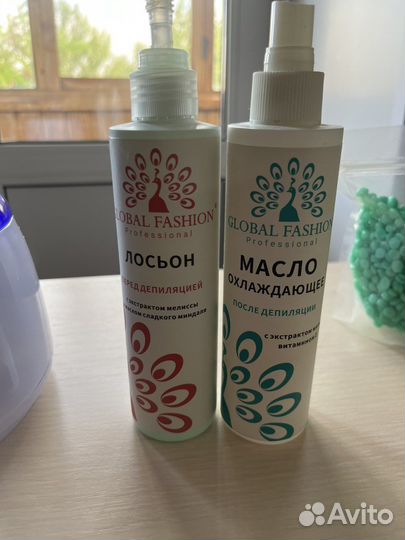 GLOBAL FASHION
Professional
ЛОСЬОН
ПЕРЕД ДЕПИЛЯЦИЕЙ
с экстрактом мелиссы
маслом сладкого миндаля
GLOBAL FASHION
Professional
МАСЛО
ОХЛАЖДАЮЩЕЕ
ПОСЛЕ ДЕПИЛЯЦИИ
с экстрактом
Avito